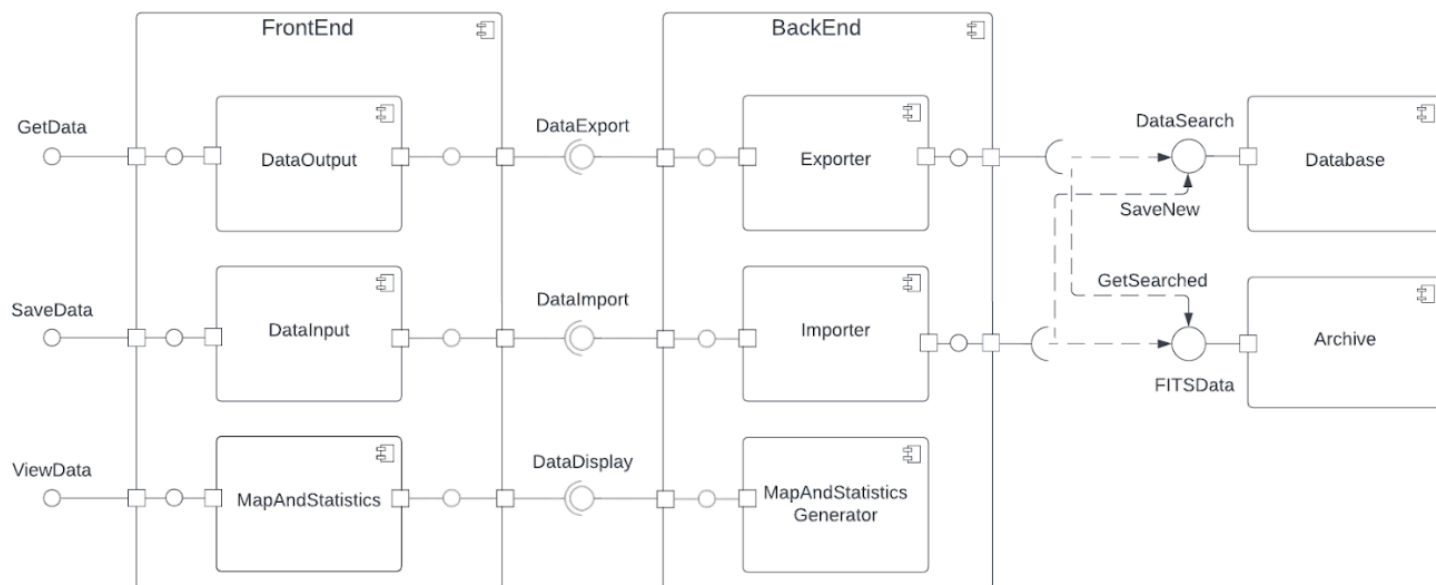 FrontEnd
BackEnd
GetData
DataOutput
DataExport
Exporter
DataSearch
Database
SaveNew
SaveData
DataInput
DataImport
Importer
GetSearched
Archive
FITSData
ViewData
MapAndStatistics
DataDisplay
MapAndStatistics
Generator